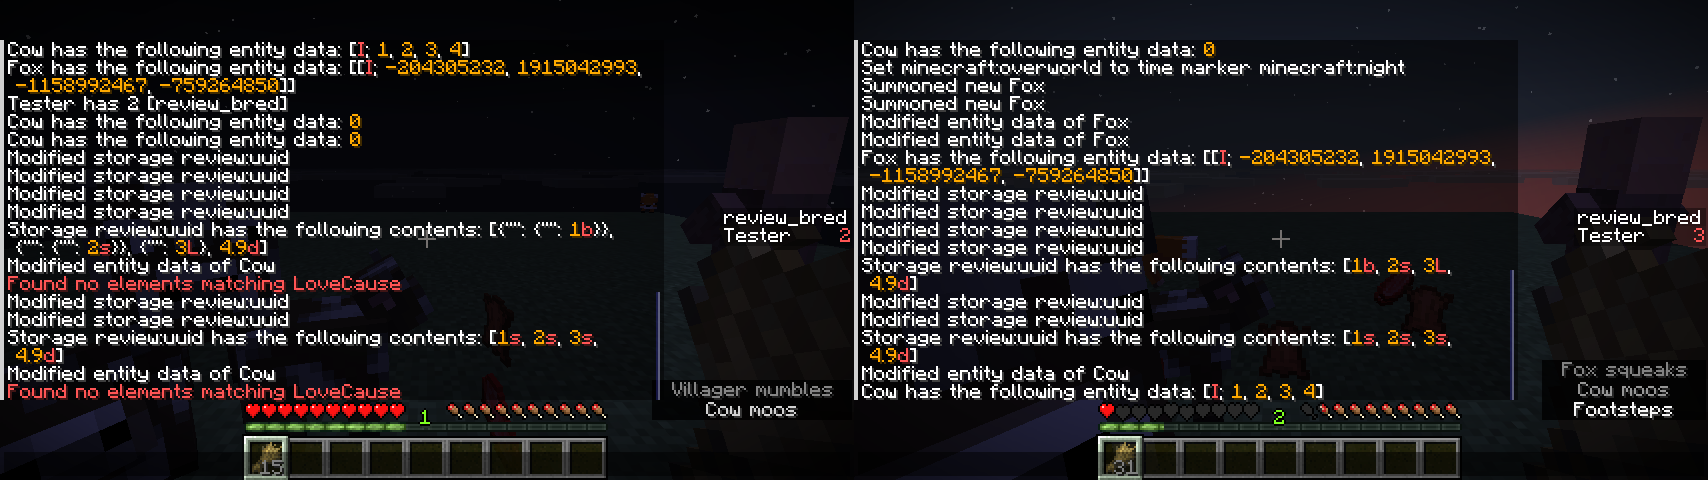 Cow has the following entity data: [I; 1, 2, 3, 4]
Fox has the following entity data: [[I; -204305232, 1915042993,
-1158992467, -759264850]]
Tester has 2 [review_bred]
Cow has the following entity data: 0
Cow has the following entity data: 0
Modified storage review:uuid
Modified storage review:uuid
Modified storage review:uuid
Modified storage review:uuid
Storage review:uuid has the following contents: [{"": {"": 1b}},
{"": {"": 2s}}, {"": 3L}, 4.9d]
Modified entity data of Cow
Found no elements matching LoveCause
Modified storage review:uuid
Modified storage review:uuid
Storage review:uuid has the following contents: [1s, 2s, 3s,
4.9d]
Modified entity data of Cow
Found no elements matching LoveCause
review_bred
Tester 2
Villager mumbles
Cow moos
1
15
Cow has the following entity data: 0
Set minecraft:overworld to time marker minecraft:night
Summoned new Fox
Summoned new Fox
Modified entity data of Fox
Modified entity data of Fox
Fox has the following entity data: [[I; -204305232, 1915042993,
-1158992467, -759264850]]
Modified storage review:uuid
Modified storage review:uuid
Modified storage review:uuid
Modified storage review:uuid
Storage review:uuid has the following contents: [1b, 2s, 3L,
4.9d]
Modified storage review:uuid
Modified storage review:uuid
Storage review:uuid has the following contents: [1s, 2s, 3s,
4.9d]
Modified entity data of Cow
Cow has the following entity data: [I; 1, 2, 3, 4]
review_bred
Tester 3
Fox squeaks
Cow moos
Footsteps
2
31